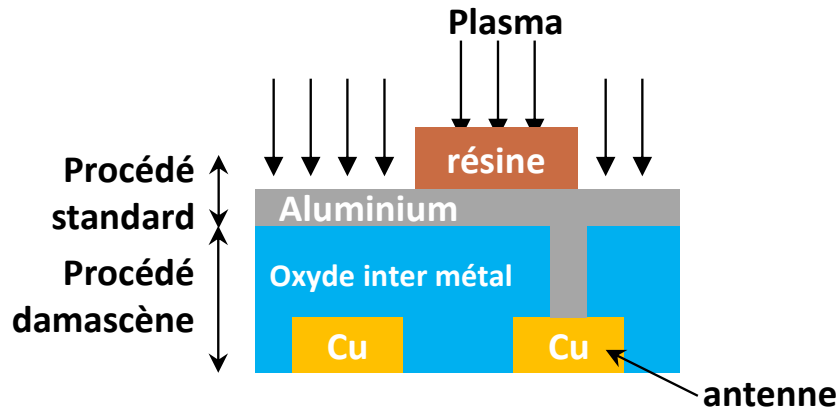 Plasma
résine
Procédé
standard
Aluminium
Procédé
damascène
Oxyde inter métal
Cu
Cu
antenne